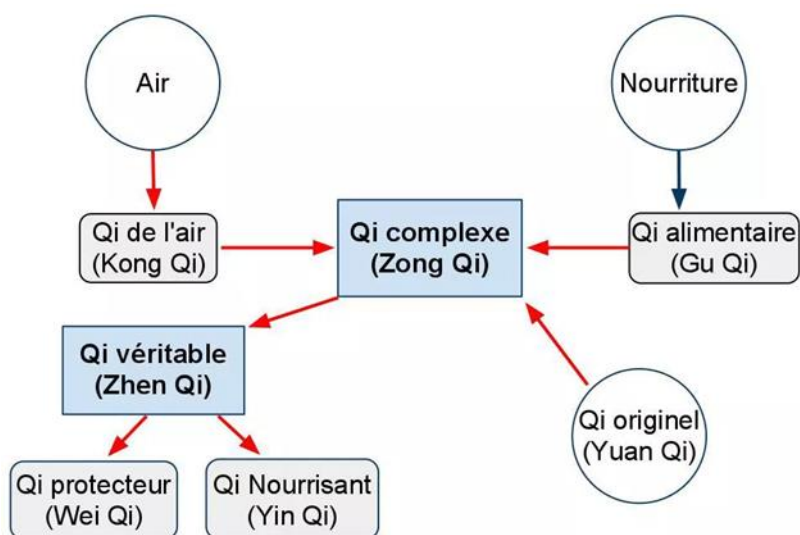 Air
Nourriture
Qi de l'air
(Kong Qi)
Qi complexe
(Zong Qi)
Qi alimentaire
(Gu Qi)
Qi véritable
(Zhen Qi)
Qi originel
(Yuan Qi)
Qi protecteur
(Wei Qi)
Qi Nourrisant
(Yin Qi)